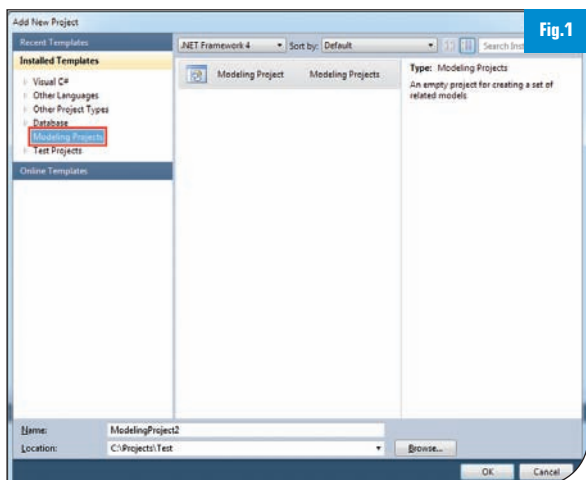 Add New Project
Fig.1
Recent Templates
.NET Framework 4
Sort by: Default
Search Inst
Installed Templates
Visual C#
Other Languages
Other Project Types
Database
Modeling Projects
Test Projects
Online Templates
Modeling Project Modeling Projects
Type: Modeling Projects
An empty project for creating a set of
related models
Name: ModelingProject2
Location: C:\Projects\Test
Browse...
OK Cancel